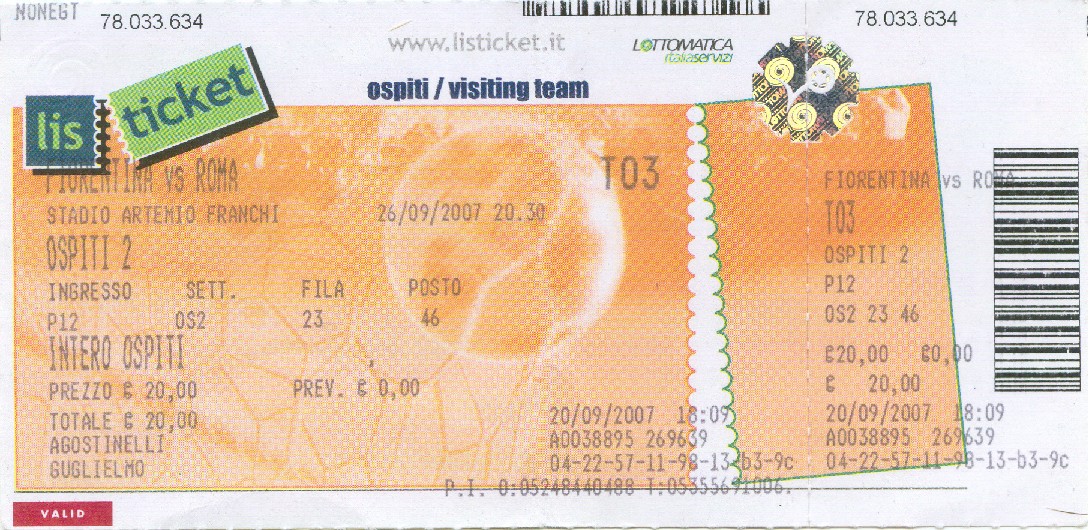 NONEGT
78.033.634
78.033.634
www.listicket.it
LOTTOMATICA
italiaservizi
lis ticket
ospiti / visiting team
FIORENTINA vs ROMA
T03
STADIO ARTEMIO FRANCHI
26/09/2007 20.30
OSPITI 2
INGRESSO SETT. FILA POSTO
P12 OS2 23 46
INTERO OSPITI
PREZZO € 20,00 PREV. € 0,00
TOTALE € 20,00
AGOSTINELLI
GUGLIELMO
20/09/2007 18:09
A0038895 269639
04-22-57-11-98-13-b3-9c
P.I. O:05248440488 T:05355691006.
FIORENTINA vs ROMA
T03
OSPITI 2
P12
OS2 23 46
€20,00 €0,00
€ 20,00
20/09/2007 18:09
A0038895 269639
04-22-57-11-98-13-b3-9c
VALID